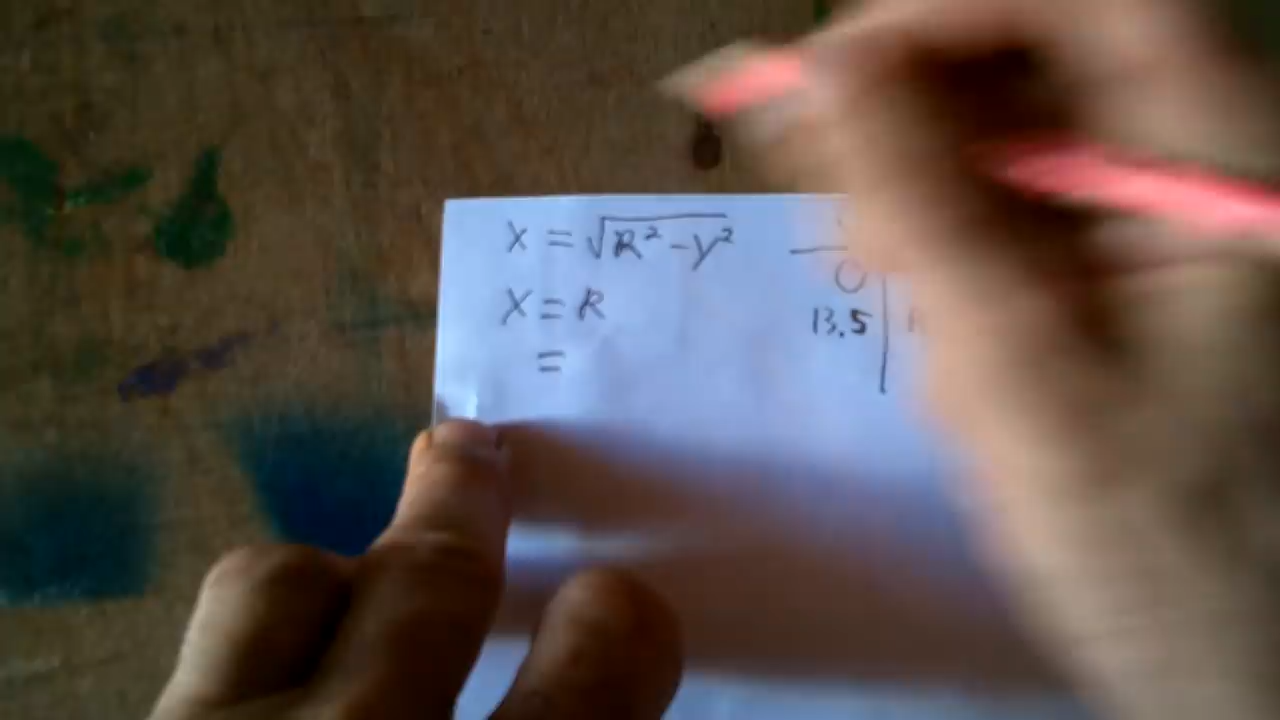 x = √R² - y²
x = R
=
0
13.5